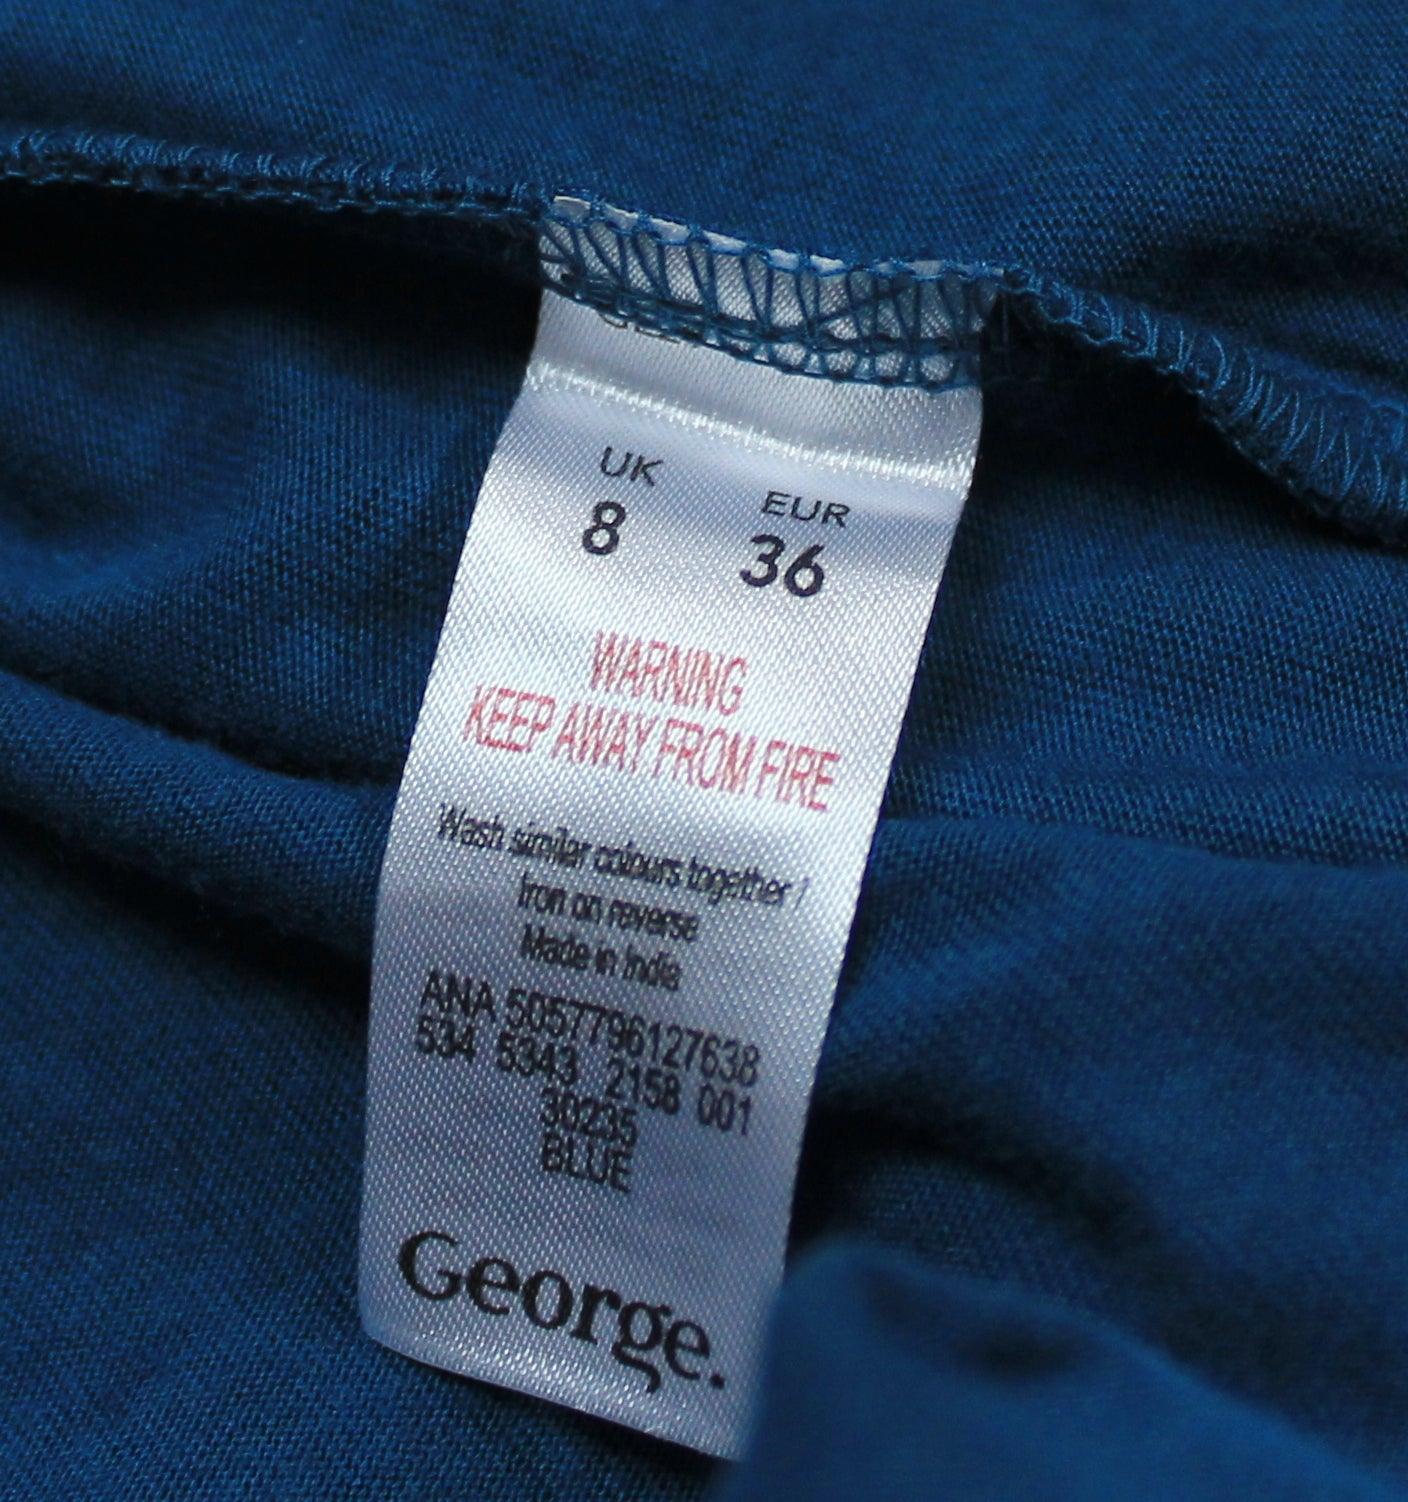 UK EUR
8 36
WARNING
KEEP AWAY FROM FIRE
Wash similar colours together
Iron on reverse
Made in India
ANA 5057796127638
534 5343 2158 001
30235
BLUE
George.